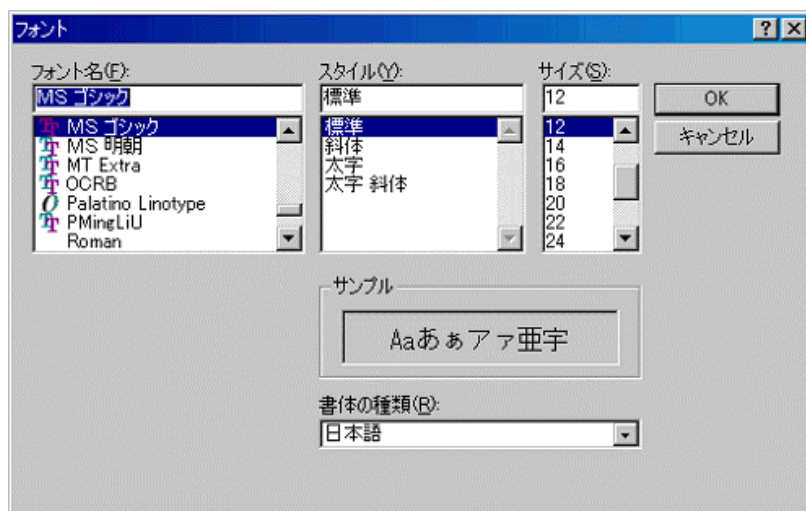 フォント
フォント名(F):
MS ゴシック
MS ゴシック
MS 明朝
MT Extra
OCRB
Palatino Linotype
PMingLiU
Roman
スタイル(Y):
標準
標準
斜体
太字
太字 斜体
サイズ(S):
12
12
14
16
18
20
22
24
OK
キャンセル
サンプル
Aaあぁアァ亜宇
書体の種類(R):
日本語